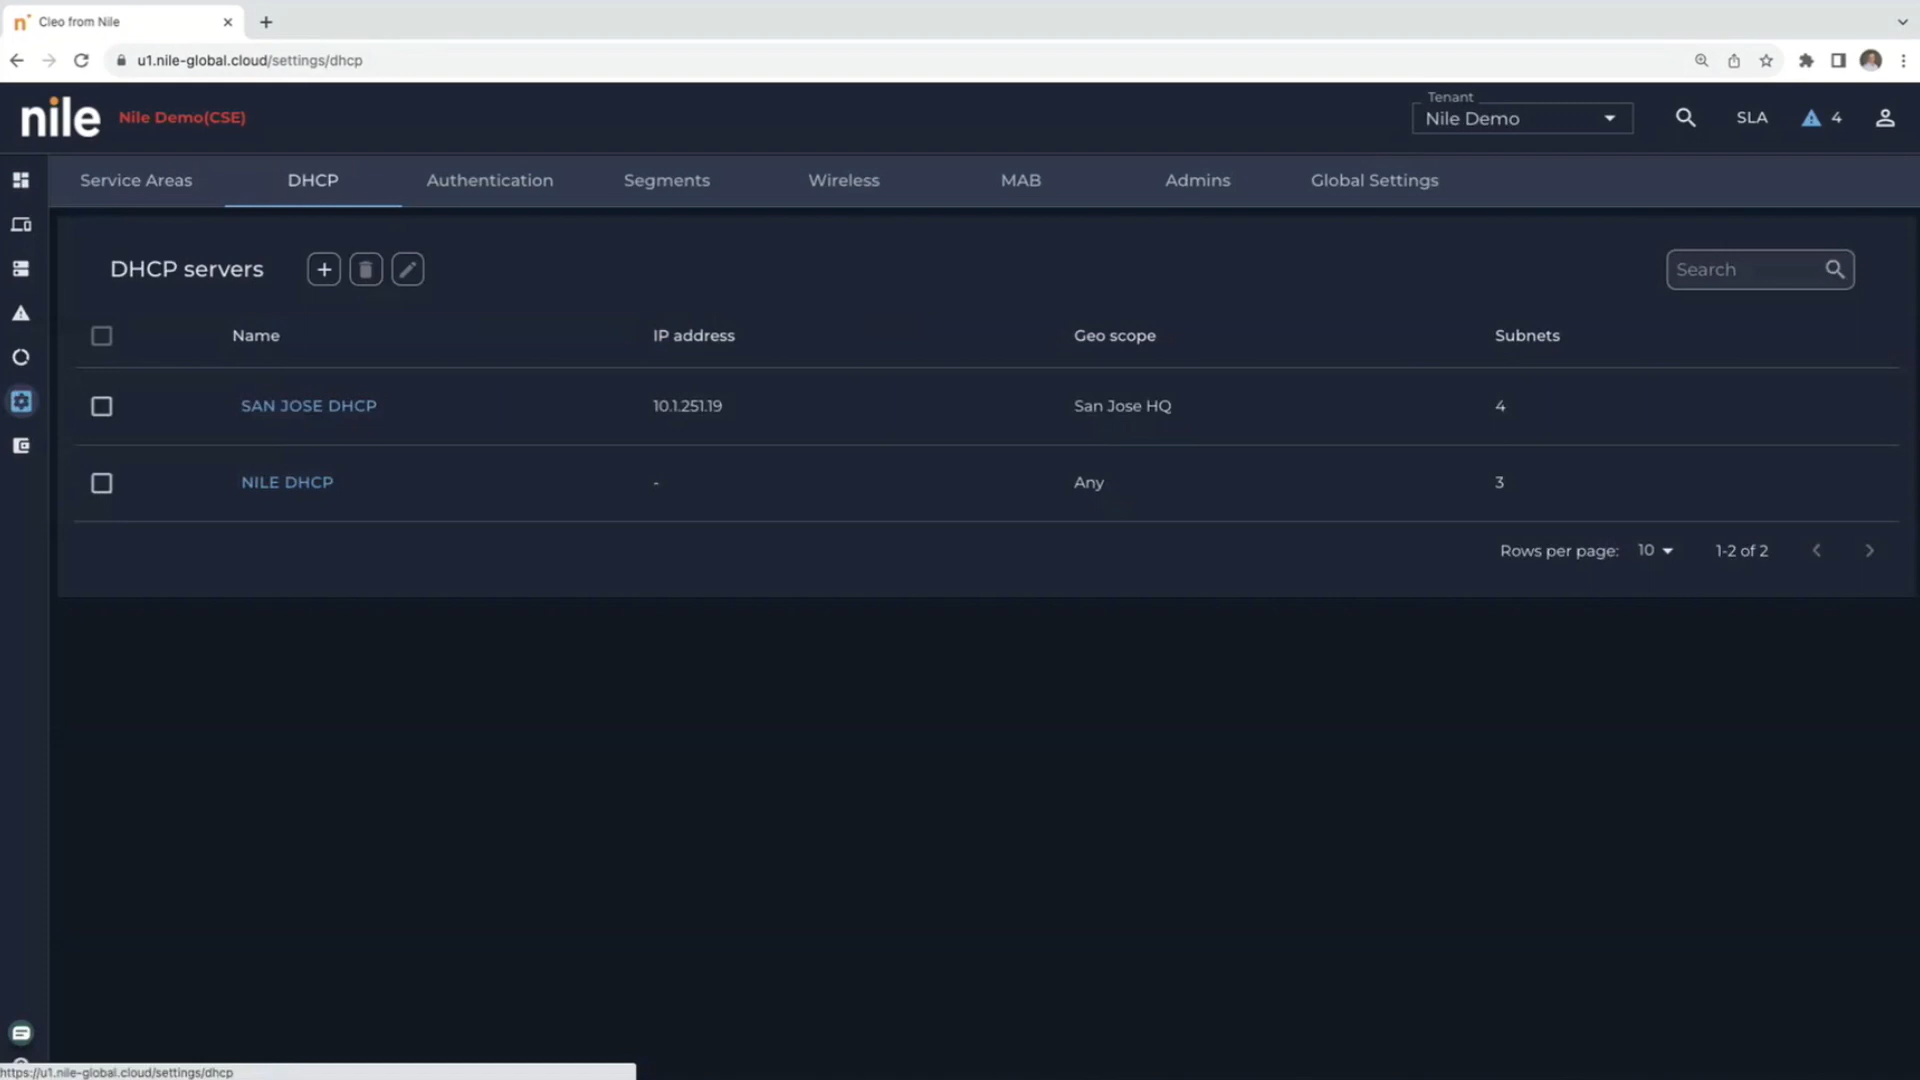 Cleo from Nile
u1.nile-global.cloud/settings/dhcp
nile
Nile Demo(CSE)
Tenant
Nile Demo
SLA
4
Service Areas
DHCP
Authentication
Segments
Wireless
MAB
Admins
Global Settings
DHCP servers
Search
Name
IP address
Geo scope
Subnets
SAN JOSE DHCP
10.1.251.19
San Jose HQ
4
NILE DHCP
-
Any
3
Rows per page:
10
1-2 of 2
https://u1.nile-global.cloud/settings/dhcp